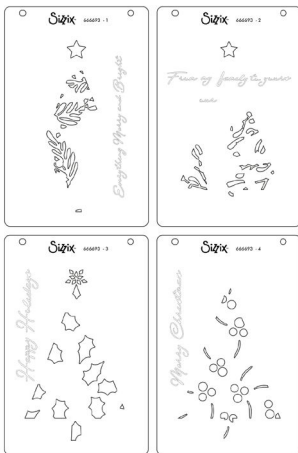 Sizzix 666693 - 1
Everything Merry and Bright
Sizzix 666693 - 2
From my family to yours
Sizzix 666693 - 3
Happy Holidays
Sizzix 666693 - 4
Merry Christmas